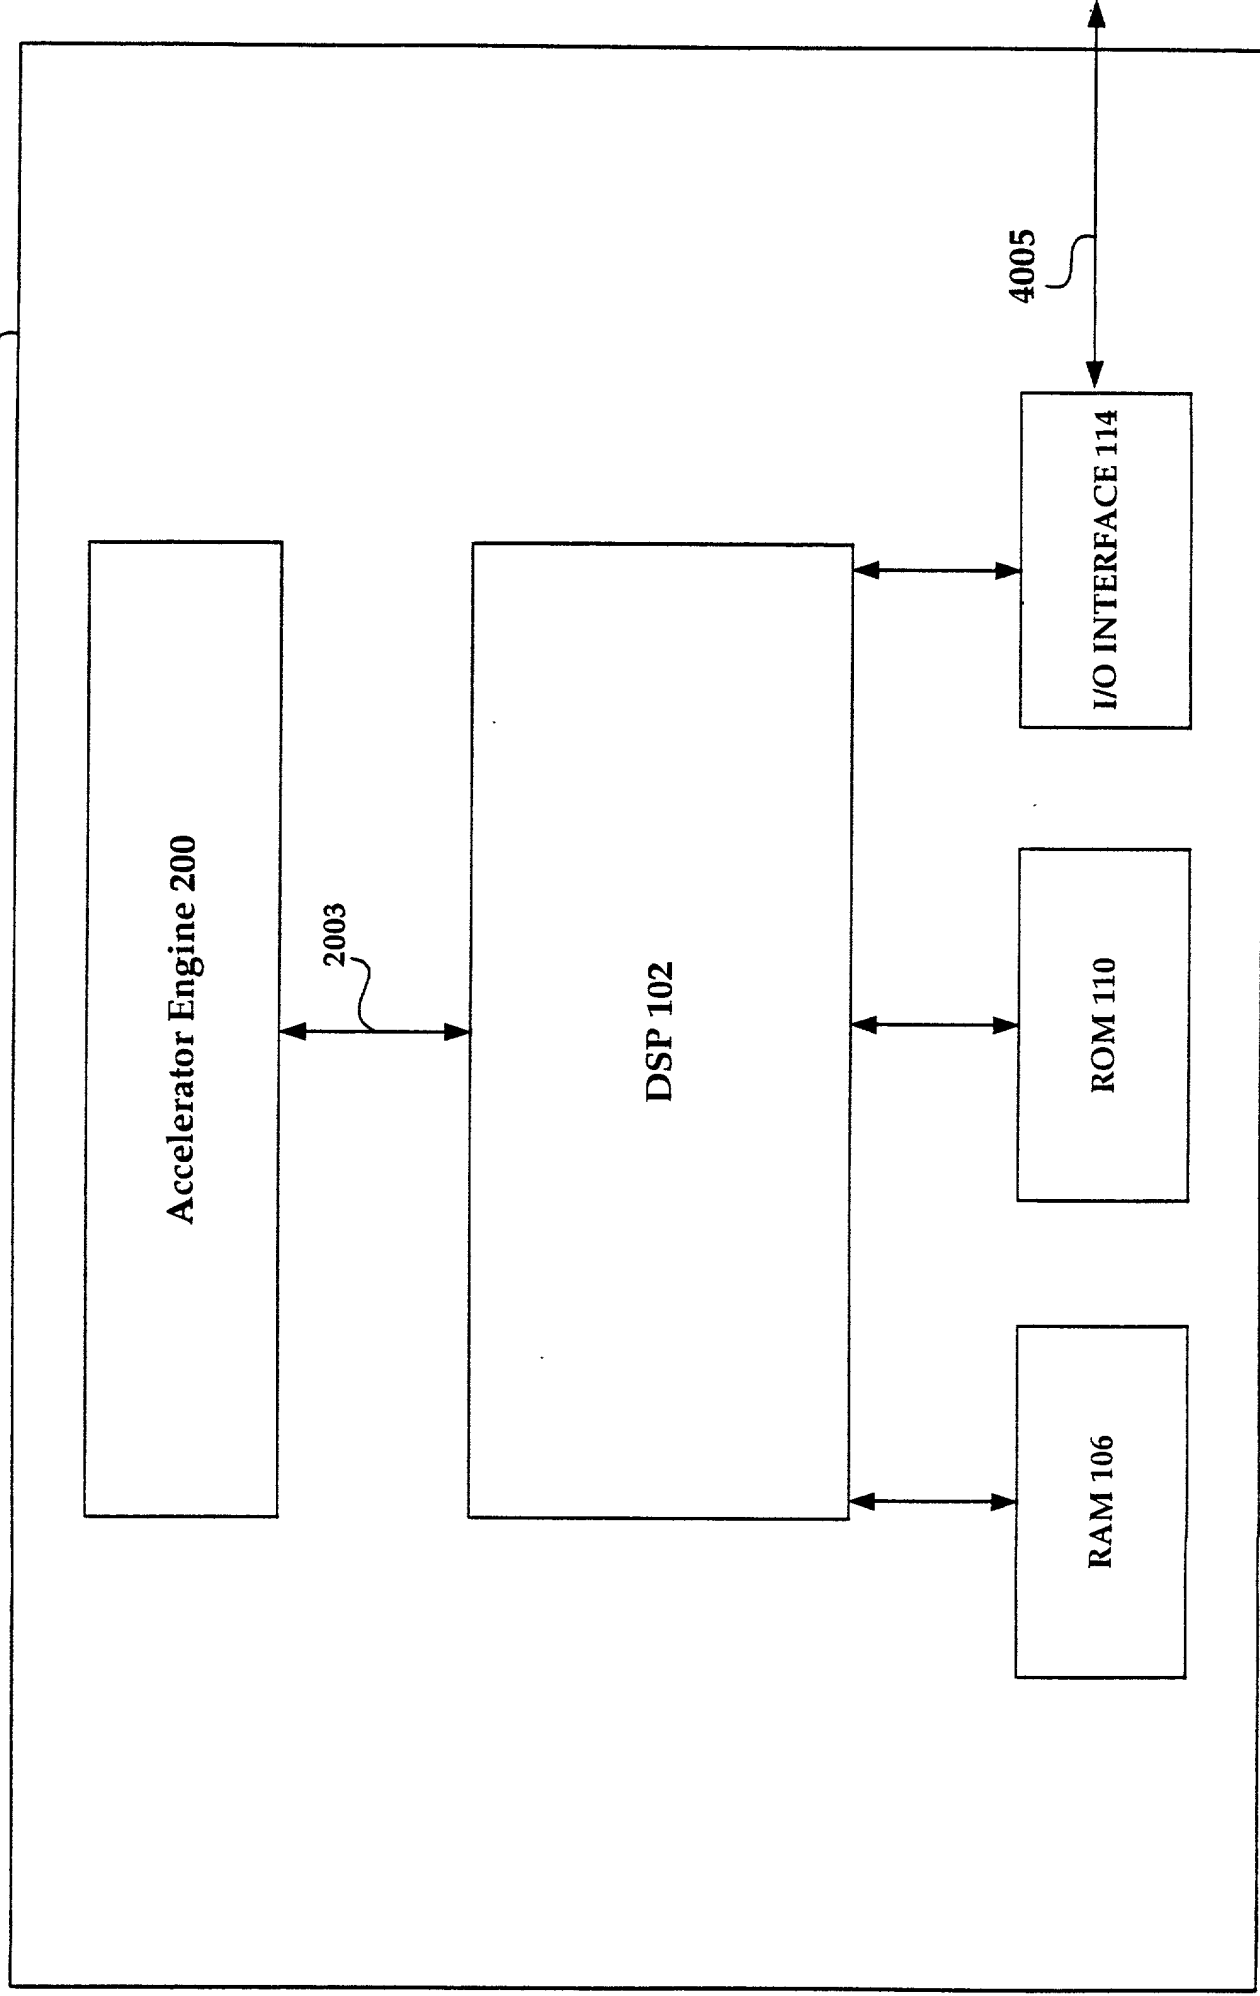 Accelerator Engine 200
2003
DSP 102
4005
RAM 106
ROM 110
I/O INTERFACE 114